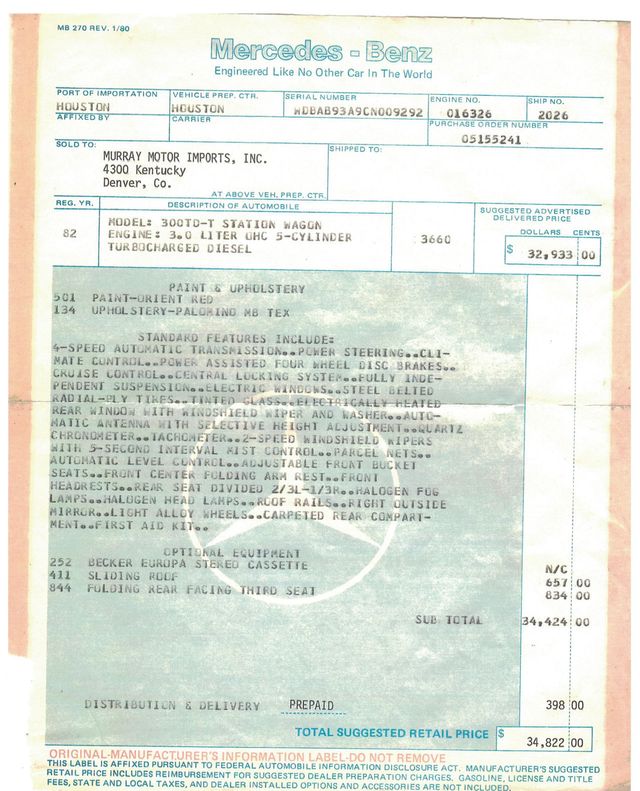 MB 270 REV. 1/80
Mercedes-Benz
Engineered Like No Other Car In The World
PORT OF IMPORTATION VEHICLE PREP. CTR. SERIAL NUMBER ENGINE NO. SHIP NO.
HOUSTON HOUSTON WDBAB93A9CN009292 016326 2026
AFFIXED BY CARRIER PURCHASE ORDER NUMBER
05155241
SOLD TO: SHIPPED TO:
MURRAY MOTOR IMPORTS, INC.
4300 Kentucky
Denver, Co.
AT ABOVE VEH. PREP. CTR.
REG. YR. DESCRIPTION OF AUTOMOBILE SUGGESTED ADVERTISED DELIVERED PRICE
DOLLARS CENTS
82 MODEL: 300TD-T STATION WAGON
ENGINE: 3.0 LITER OHC 5-CYLINDER 3660
TURBOCHARGED DIESEL $ 32,933 00
PAINT & UPHOLSTERY
501 PAINT-ORIENT RED
134 UPHOLSTERY-PALOMINO MB TEX
STANDARD FEATURES INCLUDE:
4-SPEED AUTOMATIC TRANSMISSION..POWER STEERING..CLI-
MATE CONTROL..POWER ASSISTED FOUR WHEEL DISC BRAKES..
CRUISE CONTROL..CENTRAL LOCKING SYSTEM..FULLY INDE-
PENDENT SUSPENSION..ELECTRIC WINDOWS..STEEL BELTED
RADIAL-PLY TIRES..TINTED GLASS..ELECTRICALLY HEATED
REAR WINDOW WITH WINDSHIELD WIPER AND WASHER..AUTO-
MATIC ANTENNA WITH SELECTIVE HEIGHT ADJUSTMENT..QUARTZ
CHRONOMETER..TACHOMETER..2-SPEED WINDSHIELD WIPERS
WITH 5-SECOND INTERVAL MIST CONTROL..PARCEL NETS..
AUTOMATIC LEVEL CONTROL..ADJUSTABLE FRONT BUCKET
SEATS..FRONT CENTER FOLDING ARM REST..FRONT
HEADRESTS..REAR SEAT DIVIDED 2/3L-1/3R..HALOGEN FOG
LAMPS..HALOGEN HEAD LAMPS..ROOF RAILS..RIGHT OUTSIDE
MIRROR..LIGHT ALLOY WHEELS..CARPETED REAR COMPART-
MENT..FIRST AID KIT..
OPTIONAL EQUIPMENT
252 BECKER EUROPA STEREO CASSETTE N/C
411 SLIDING ROOF 657 00
844 FOLDING REAR FACING THIRD SEAT 834 00
SUB TOTAL 34,424 00
DISTRIBUTION & DELIVERY PREPAID 398 00
TOTAL SUGGESTED RETAIL PRICE $ 34,822 00
ORIGINAL-MANUFACTURER'S INFORMATION LABEL-DO NOT REMOVE
THIS LABEL IS AFFIXED PURSUANT TO FEDERAL AUTOMOBILE INFORMATION DISCLOSURE ACT. MANUFACTURER'S SUGGESTED
RETAIL PRICE INCLUDES REIMBURSEMENT FOR SUGGESTED DEALER PREPARATION CHARGES. GASOLINE, LICENSE AND TITLE
FEES, STATE AND LOCAL TAXES, AND DEALER INSTALLED OPTIONS AND ACCESSORIES ARE NOT INCLUDED.